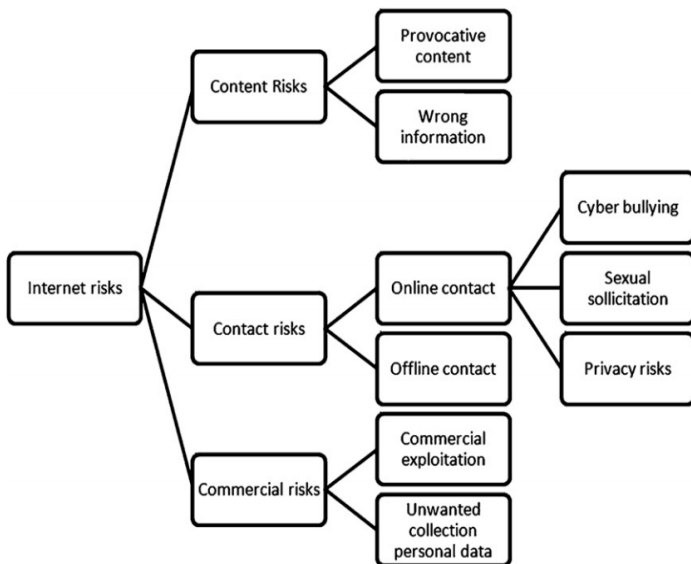 Provocative
content
Content Risks
Wrong
information
Cyber bullying
Internet risks
Online contact
Sexual
sollicitation
Contact risks
Offline contact
Privacy risks
Commercial
exploitation
Commercial risks
Unwanted
collection
personal data